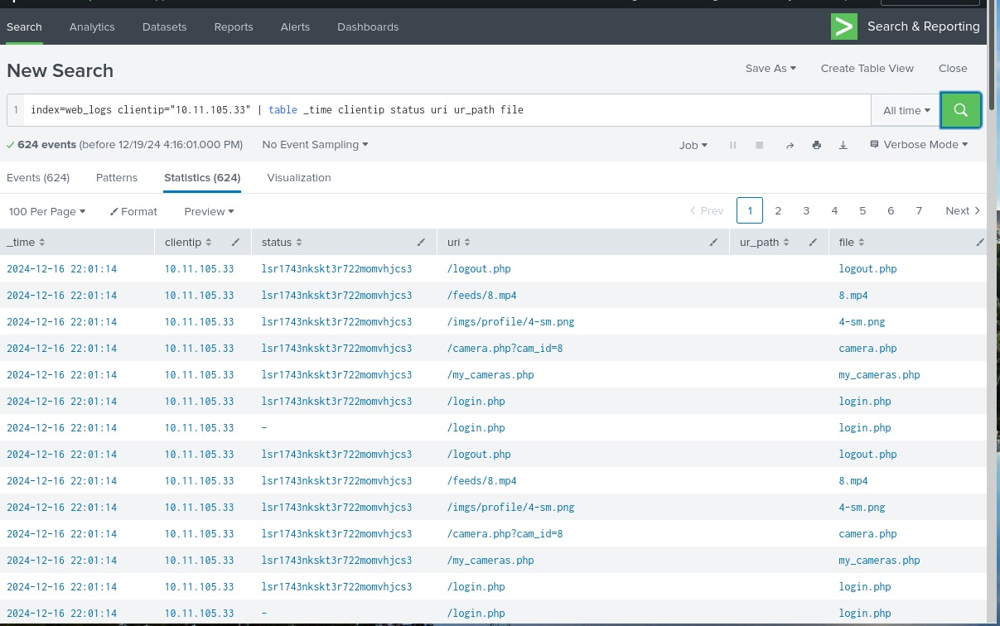 Search Analytics Datasets Reports Alerts Dashboards Search & Reporting
New Search Save As Create Table View Close
1 index=web_logs clientip="10.11.105.33" | table _time clientip status uri ur_path file All time
624 events (before 12/19/24 4:16:01.000 PM) No Event Sampling Job Verbose Mode
Events (624) Patterns Statistics (624) Visualization
100 Per Page Format Preview Prev 1 2 3 4 5 6 7 Next
_time clientip status uri ur_path file
2024-12-16 22:01:14 10.11.105.33 lsr1743nkskt3r722momvhjcs3 /logout.php logout.php
2024-12-16 22:01:14 10.11.105.33 lsr1743nkskt3r722momvhjcs3 /feeds/8.mp4 8.mp4
2024-12-16 22:01:14 10.11.105.33 lsr1743nkskt3r722momvhjcs3 /imgs/profile/4-sm.png 4-sm.png
2024-12-16 22:01:14 10.11.105.33 lsr1743nkskt3r722momvhjcs3 /camera.php?cam_id=8 camera.php
2024-12-16 22:01:14 10.11.105.33 lsr1743nkskt3r722momvhjcs3 /my_cameras.php my_cameras.php
2024-12-16 22:01:14 10.11.105.33 lsr1743nkskt3r722momvhjcs3 /login.php login.php
2024-12-16 22:01:14 10.11.105.33 - /login.php login.php
2024-12-16 22:01:14 10.11.105.33 lsr1743nkskt3r722momvhjcs3 /logout.php logout.php
2024-12-16 22:01:14 10.11.105.33 lsr1743nkskt3r722momvhjcs3 /feeds/8.mp4 8.mp4
2024-12-16 22:01:14 10.11.105.33 lsr1743nkskt3r722momvhjcs3 /imgs/profile/4-sm.png 4-sm.png
2024-12-16 22:01:14 10.11.105.33 lsr1743nkskt3r722momvhjcs3 /camera.php?cam_id=8 camera.php
2024-12-16 22:01:14 10.11.105.33 lsr1743nkskt3r722momvhjcs3 /my_cameras.php my_cameras.php
2024-12-16 22:01:14 10.11.105.33 lsr1743nkskt3r722momvhjcs3 /login.php login.php
2024-12-16 22:01:14 10.11.105.33 - /login.php login.php